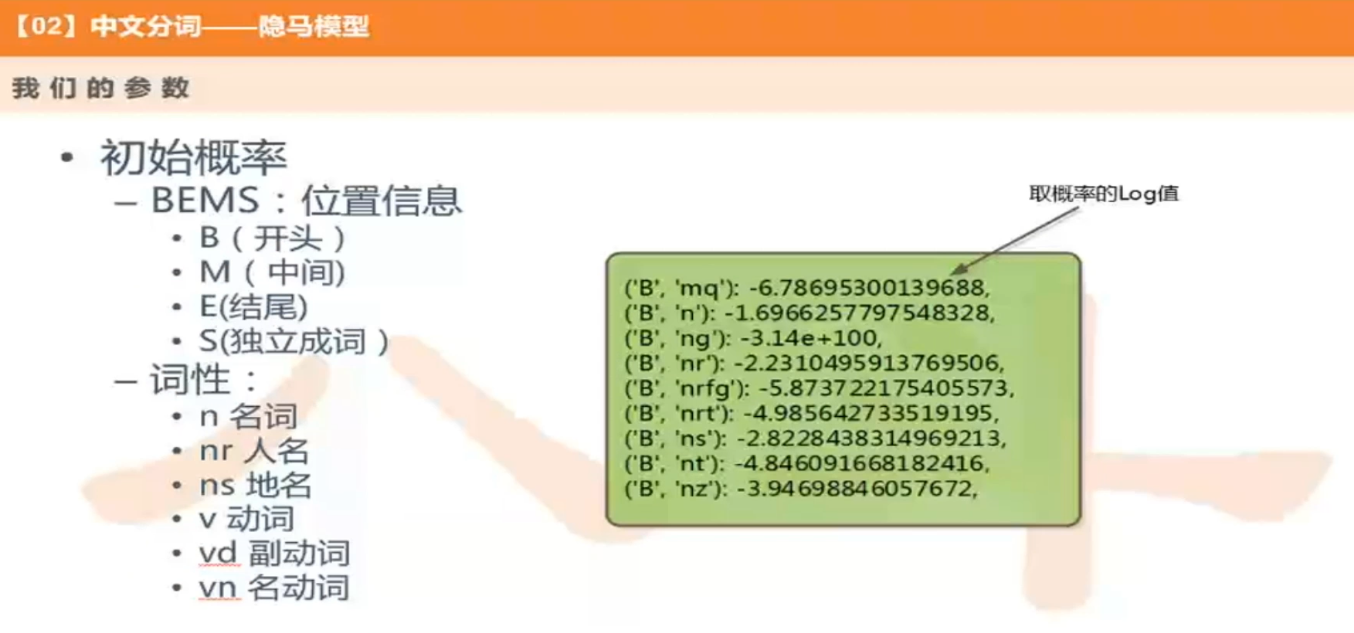 【02】中文分词——隐马模型
我们的参数
• 初始概率
– BEMS：位置信息
• B（开头）
• M（中间)
• E(结尾)
• S(独立成词）
– 词性：
• n 名词
• nr 人名
• ns 地名
• v 动词
• vd 副动词
• vn 名动词
取概率的Log值
('B', 'mq'): -6.78695300139688,
('B', 'n'): -1.6966257797548328,
('B', 'ng'): -3.14e+100,
('B', 'nr'): -2.2310495913769506,
('B', 'nrfg'): -5.873722175405573,
('B', 'nrt'): -4.985642733519195,
('B', 'ns'): -2.8228438314969213,
('B', 'nt'): -4.846091668182416,
('B', 'nz'): -3.94698846057672,